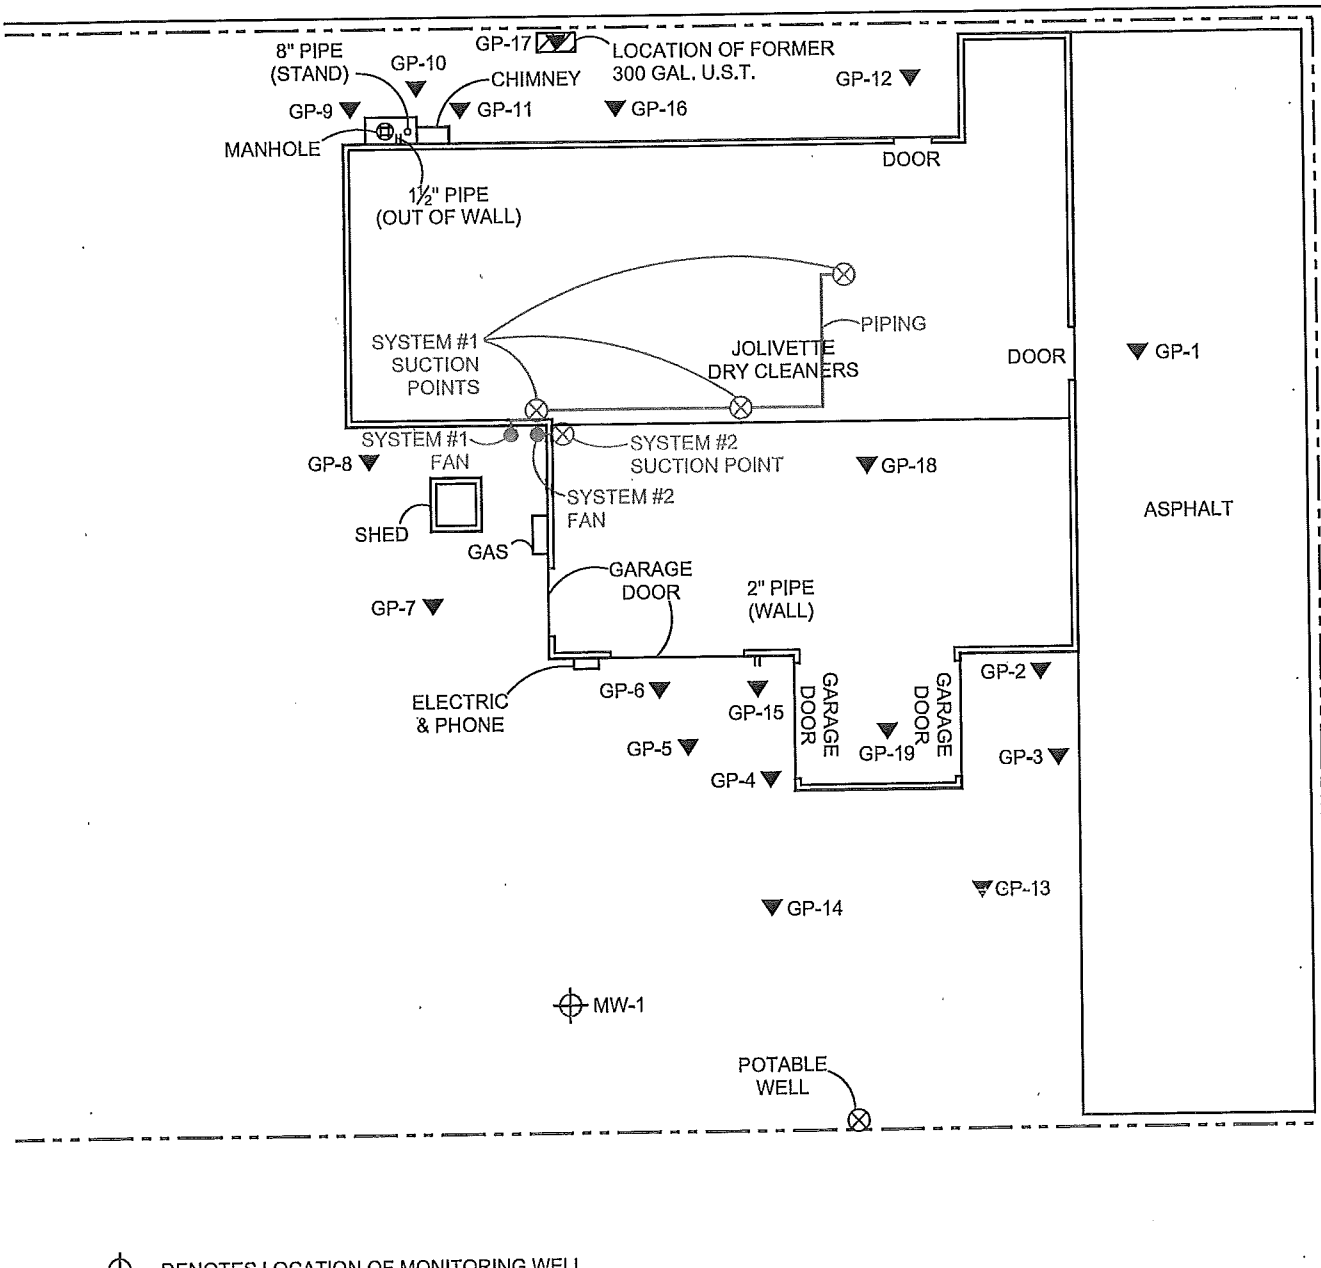 GP-17
LOCATION OF FORMER
300 GAL. U.S.T.
8" PIPE
(STAND)
GP-10
CHIMNEY
GP-12
GP-9
GP-11
GP-16
MANHOLE
DOOR
1½" PIPE
(OUT OF WALL)
PIPING
SYSTEM #1
SUCTION
POINTS
JOLIVETTE
DRY CLEANERS
DOOR
GP-1
SYSTEM #1
FAN
SYSTEM #2
SUCTION POINT
GP-8
GP-18
SYSTEM #2
FAN
SHED
GAS
ASPHALT
GARAGE
DOOR
2" PIPE
(WALL)
GP-7
GP-2
ELECTRIC
& PHONE
GP-6
GP-15
GARAGE
DOOR
GARAGE
DOOR
GP-5
GP-19
GP-3
GP-4
GP-13
GP-14
MW-1
POTABLE
WELL
DENOTES LOCATION OF MONITORING WELL